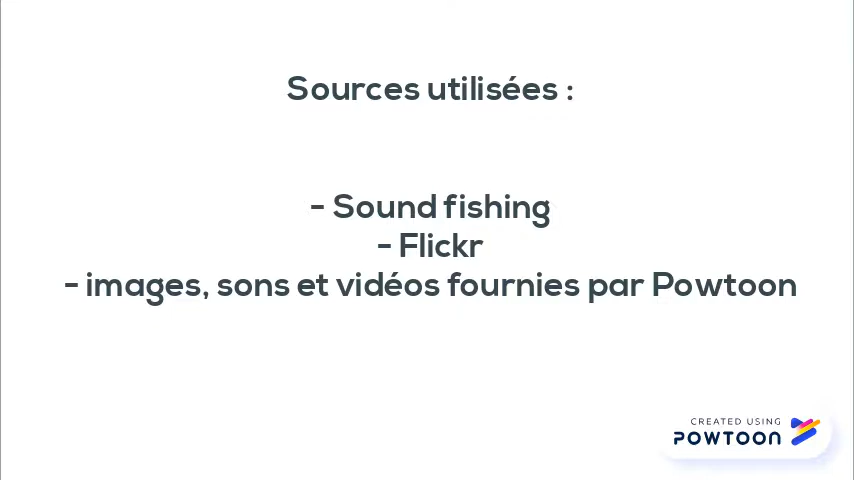 Sources utilisées :
- Sound fishing
- Flickr
- images, sons et vidéos fournies par Powtoon
CREATED USING
POWTOON